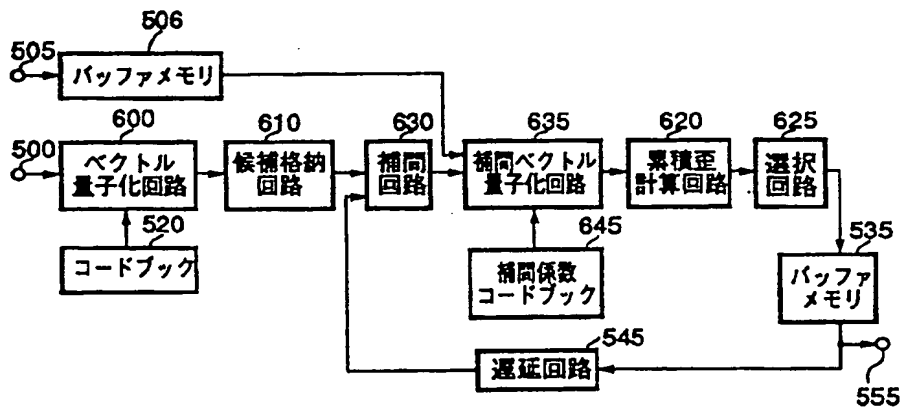 506
505
バッファメモリ
600
610
630
635
620
625
500
ベクトル
量子化回路
候補格納
回路
補間
回路
補間ベクトル
量子化回路
累積歪
計算回路
選択
回路
520
コードブック
645
補間係数
コードブック
535
バッファ
メモリ
545
遅延回路
555